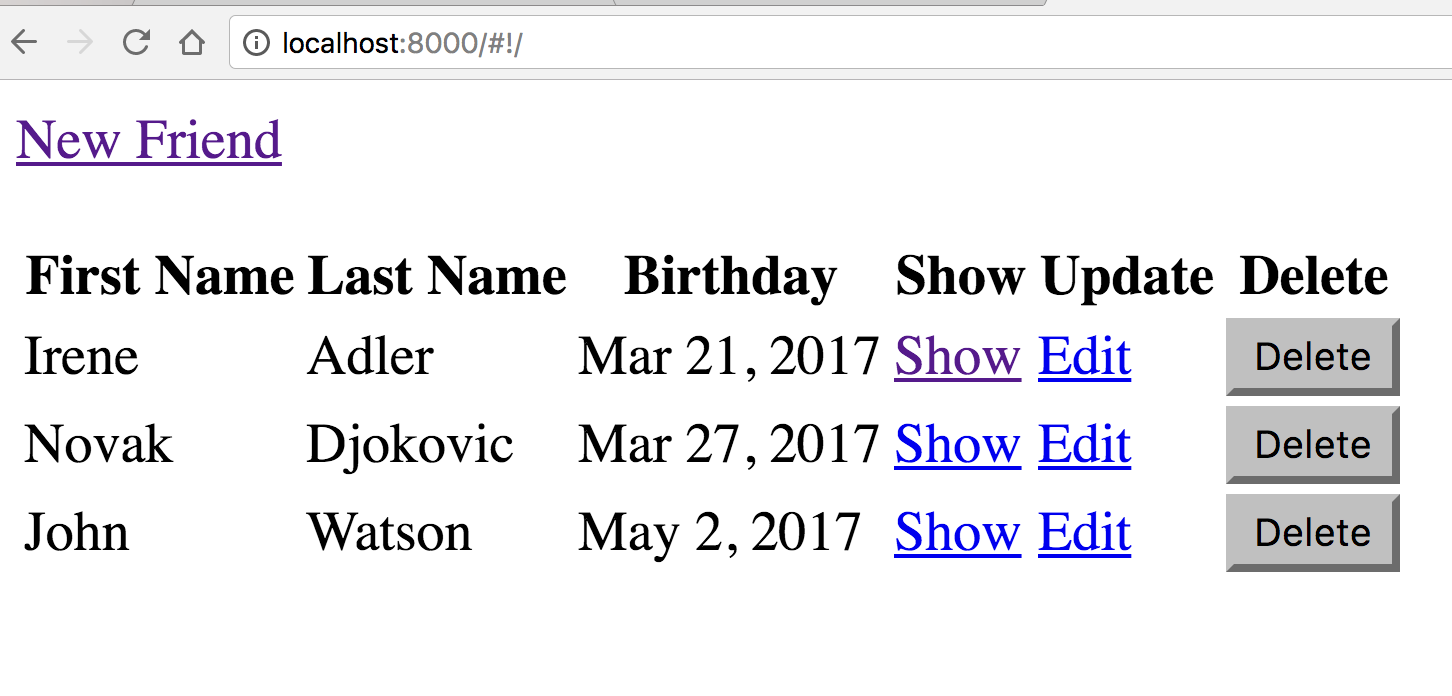 localhost:8000/#!/
New Friend
First Name Last Name Birthday Show Update Delete
Irene Adler Mar 21, 2017 Show Edit Delete
Novak Djokovic Mar 27, 2017 Show Edit Delete
John Watson May 2, 2017 Show Edit Delete